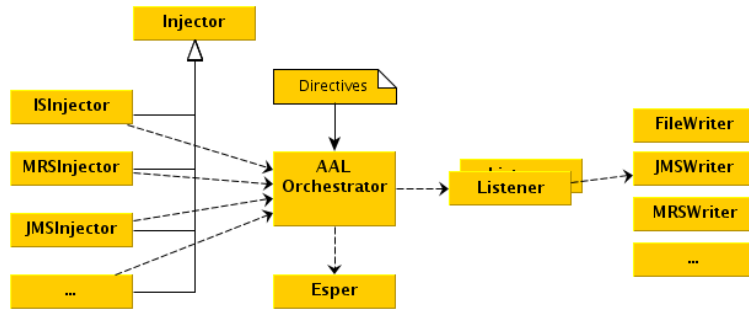 Injector
ISInjector
MRSInjector
JMSInjector
...
Directives
AAL
Orchestrator
Esper
Listener
FileWriter
JMSWriter
MRSWriter
...